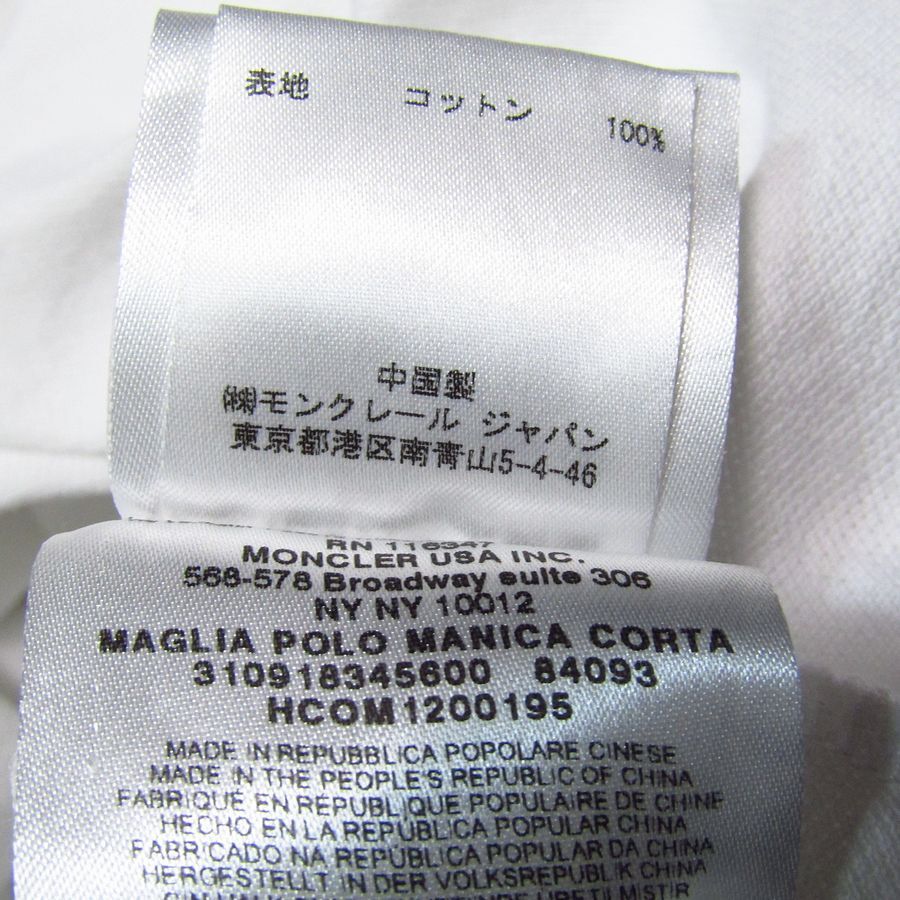 表地 コットン 100%
中国製
㈱モンクレール ジャパン
東京都港区南青山5-4-46
RN 116347
MONCLER USA INC.
568-578 Broadway suite 306
NY NY 10012
MAGLIA POLO MANICA CORTA
310918345600 84093
HCOM1200195
MADE IN REPUBBLICA POPOLARE CINESE
MADE IN THE PEOPLE'S REPUBLIC OF CHINA
FABRIQUÉ EN RÉPUBLIQUE POPULAIRE DE CHINE
HECHO EN LA REPUBLICA POPULAR CHINA
FABRICADO NA REPUBLICA POPULAR DA CHINA
HERGESTELLT IN DER VOLKSREPUBLIK CHINA